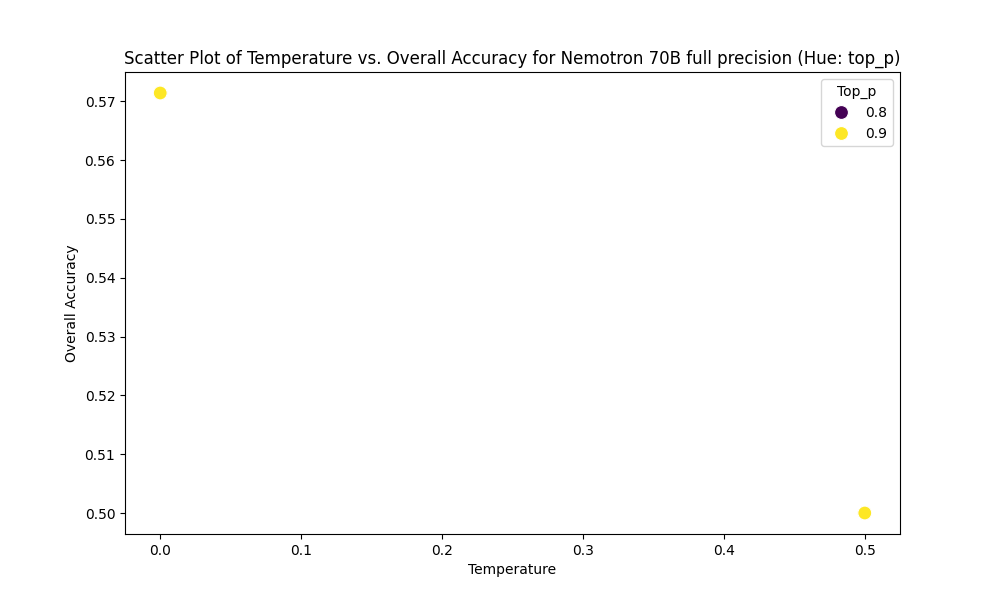 Scatter Plot of Temperature vs. Overall Accuracy for Nemotron 70B full precision (Hue: top_p)
Top_p
0.8
0.9
0.57
0.56
0.55
0.54
0.53
0.52
0.51
0.50
Overall Accuracy
0.0 0.1 0.2 0.3 0.4 0.5
Temperature